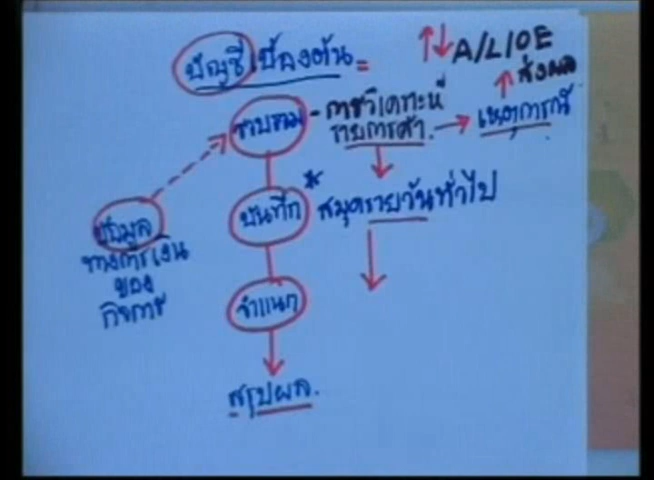 บัญชีเบื้องต้น =
A/L/OE
ส่งผล
รวบรวม - การวิเคราะห์
รายการค้า. เหตุการณ์
บันทึก * สมุดรายวันทั่วไป
ข้อมูล
ทางการเงิน
ของ
กิจการ
จำแนก
สรุปผล.